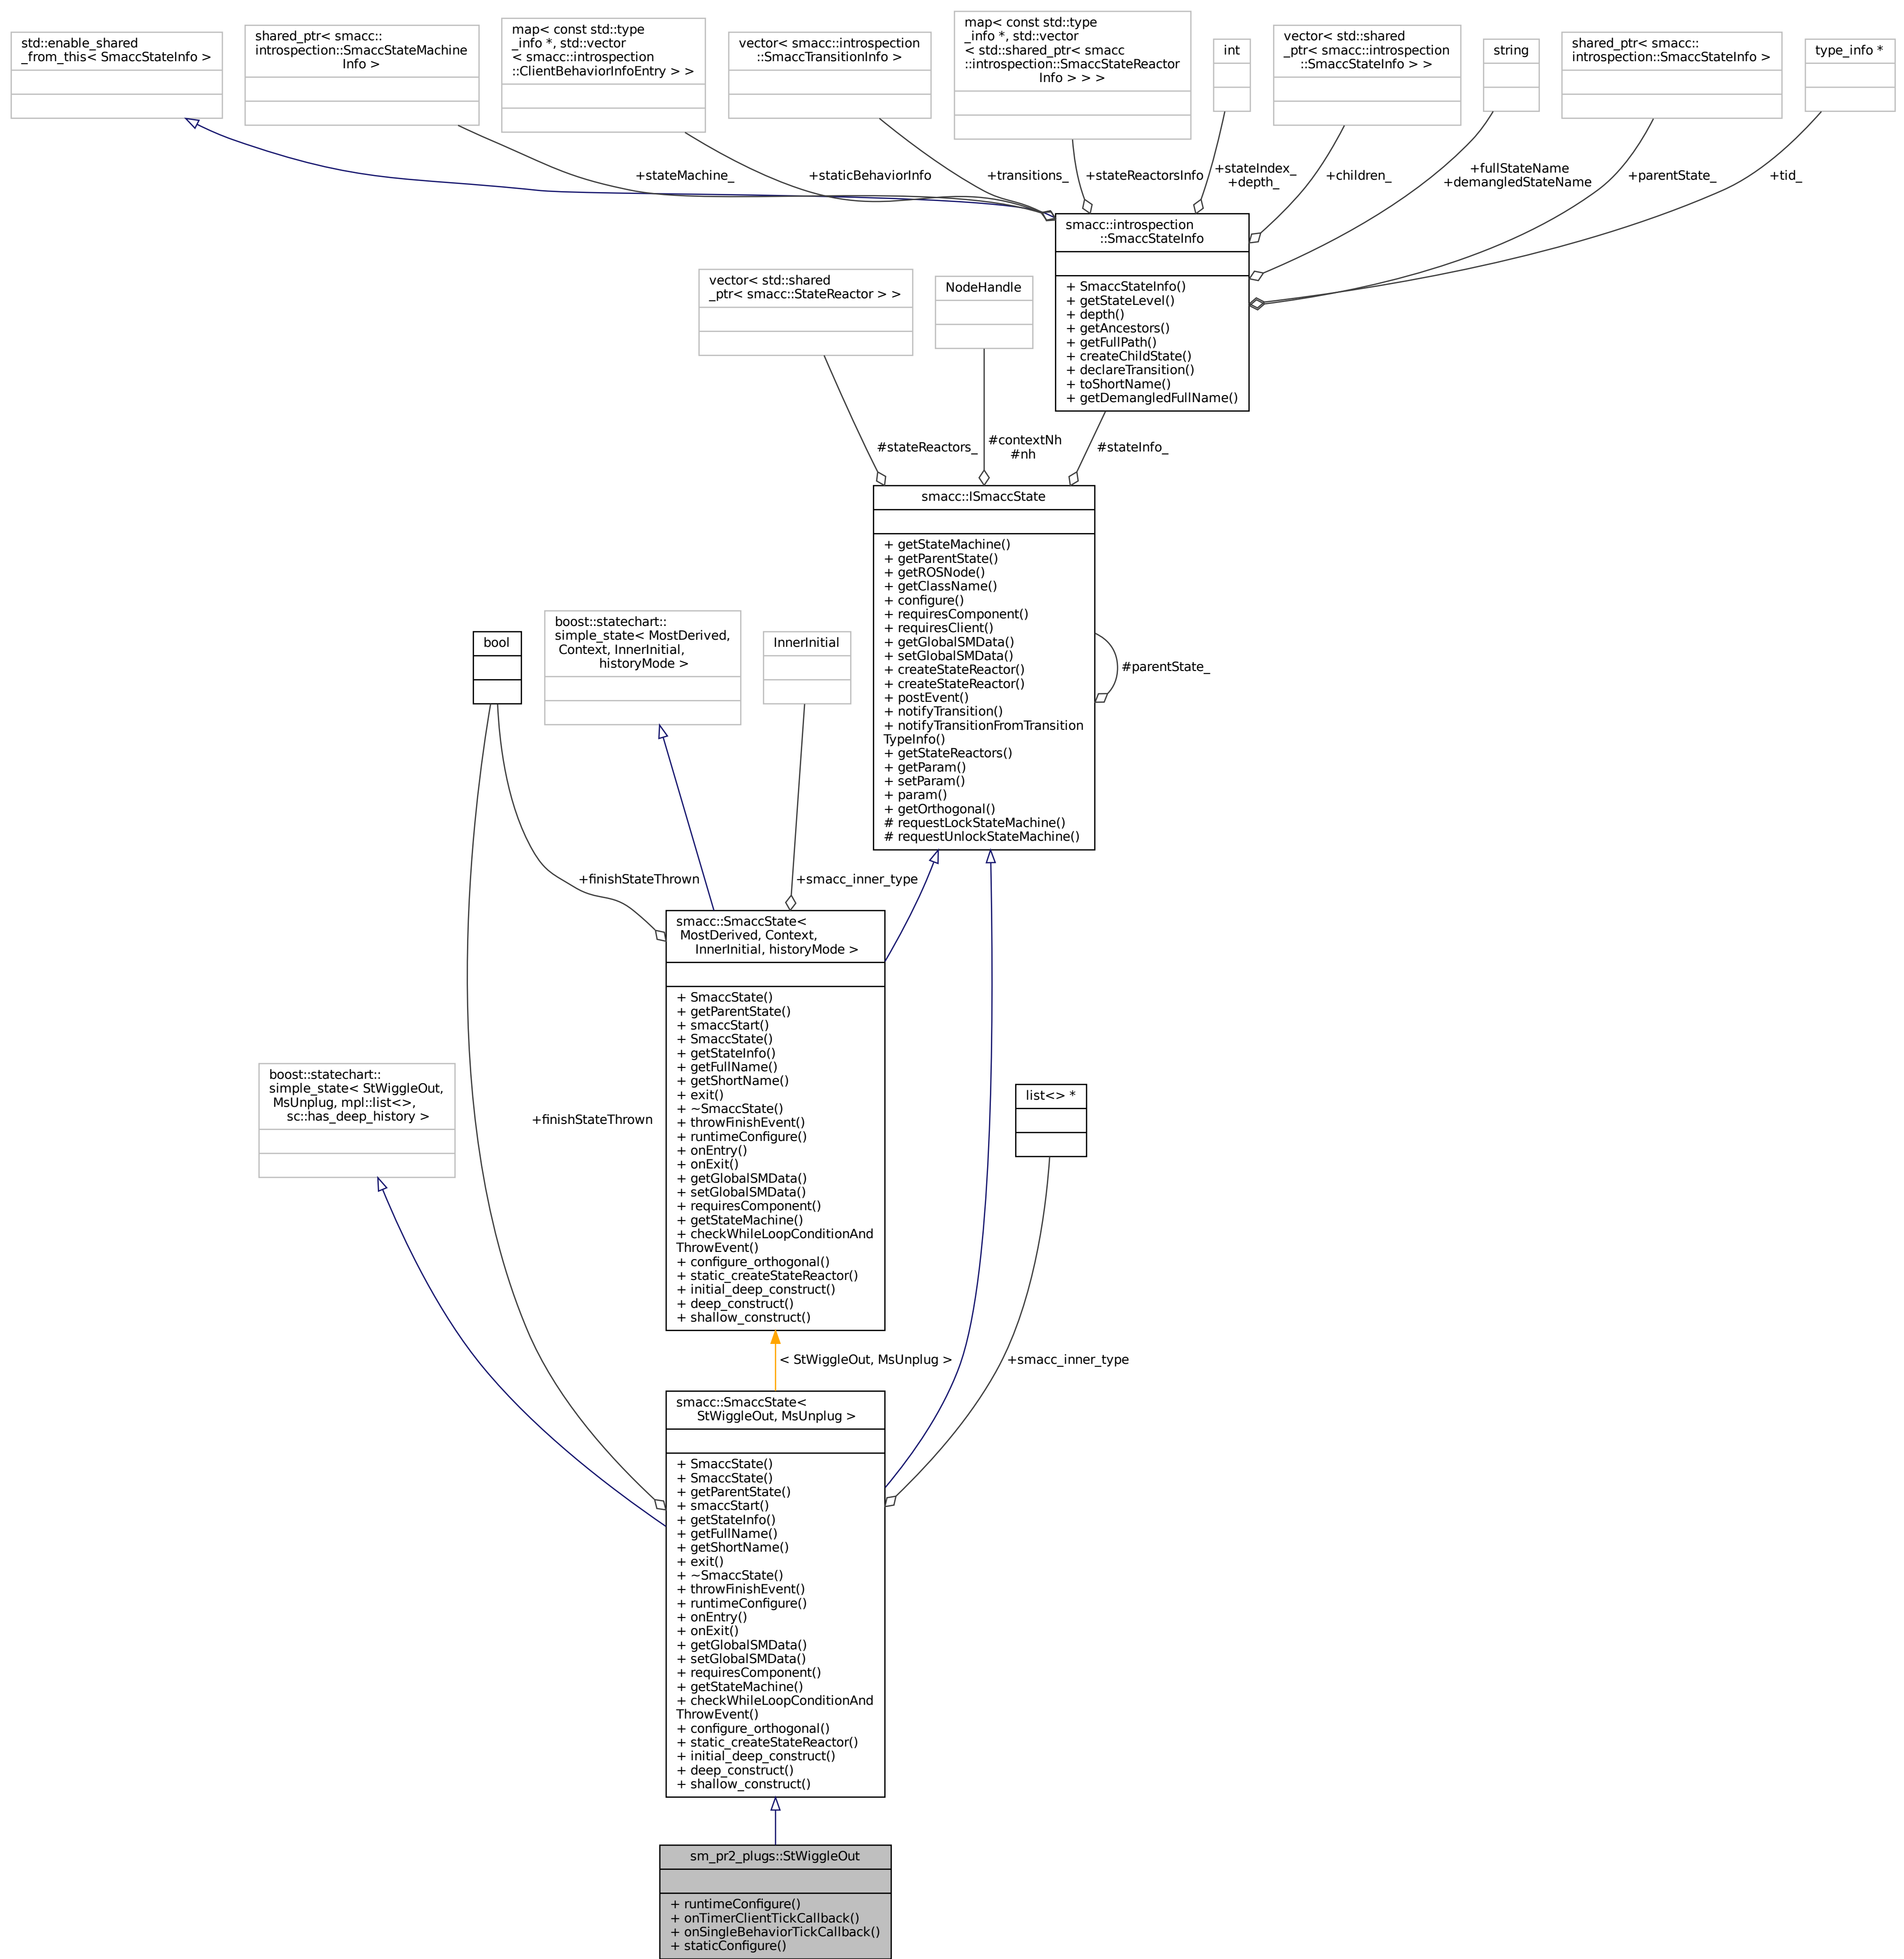 std::enable_shared
_from_this< SmaccStateInfo >
shared_ptr< smacc::
introspection::SmaccStateMachine
Info >
map< const std::type
_info *, std::vector
< smacc::introspection
::ClientBehaviorInfoEntry > >
vector< smacc::introspection
::SmaccTransitionInfo >
map< const std::type
_info *, std::vector
< std::shared_ptr< smacc
::introspection::SmaccStateReactor
Info > > >
int
vector< std::shared
_ptr< smacc::introspection
::SmaccStateInfo > >
string
shared_ptr< smacc::
introspection::SmaccStateInfo >
type_info *
+stateMachine_
+staticBehaviorInfo
+transitions_
+stateReactorsInfo
+stateIndex_
+depth_
+children_
+fullStateName
+demangledStateName
+parentState_
+tid_
smacc::introspection
::SmaccStateInfo
+ SmaccStateInfo()
+ getStateLevel()
+ depth()
+ getAncestors()
+ getFullPath()
+ createChildState()
+ declareTransition()
+ toShortName()
+ getDemangledFullName()
vector< std::shared
_ptr< smacc::StateReactor > >
NodeHandle
#stateReactors_
#contextNh
#nh
#stateInfo_
smacc::ISmaccState
+ getStateMachine()
+ getParentState()
+ getROSNode()
+ getClassName()
+ configure()
+ requiresComponent()
+ requiresClient()
+ getGlobalSMData()
+ setGlobalSMData()
+ createStateReactor()
+ createStateReactor()
+ postEvent()
+ notifyTransition()
+ notifyTransitionFromTransition
TypeInfo()
+ getStateReactors()
+ getParam()
+ setParam()
+ param()
+ getOrthogonal()
# requestLockStateMachine()
# requestUnlockStateMachine()
#parentState_
bool
boost::statechart::
simple_state< MostDerived,
Context, InnerInitial,
historyMode >
InnerInitial
+finishStateThrown
+smacc_inner_type
smacc::SmaccState<
MostDerived, Context,
InnerInitial, historyMode >
+ SmaccState()
+ getParentState()
+ smaccStart()
+ SmaccState()
+ getStateInfo()
+ getFullName()
+ getShortName()
+ exit()
+ ~SmaccState()
+ throwFinishEvent()
+ runtimeConfigure()
+ onEntry()
+ onExit()
+ getGlobalSMData()
+ setGlobalSMData()
+ requiresComponent()
+ getStateMachine()
+ checkWhileLoopConditionAnd
ThrowEvent()
+ configure_orthogonal()
+ static_createStateReactor()
+ initial_deep_construct()
+ deep_construct()
+ shallow_construct()
boost::statechart::
simple_state< StWiggleOut,
MsUnplug, mpl::list<>,
sc::has_deep_history >
+finishStateThrown
list<> *
< StWiggleOut, MsUnplug >
+smacc_inner_type
smacc::SmaccState<
StWiggleOut, MsUnplug >
+ SmaccState()
+ SmaccState()
+ getParentState()
+ smaccStart()
+ getStateInfo()
+ getFullName()
+ getShortName()
+ exit()
+ ~SmaccState()
+ throwFinishEvent()
+ runtimeConfigure()
+ onEntry()
+ onExit()
+ getGlobalSMData()
+ setGlobalSMData()
+ requiresComponent()
+ getStateMachine()
+ checkWhileLoopConditionAnd
ThrowEvent()
+ configure_orthogonal()
+ static_createStateReactor()
+ initial_deep_construct()
+ deep_construct()
+ shallow_construct()
sm_pr2_plugs::StWiggleOut
+ runtimeConfigure()
+ onTimerClientTickCallback()
+ onSingleBehaviorTickCallback()
+ staticConfigure()